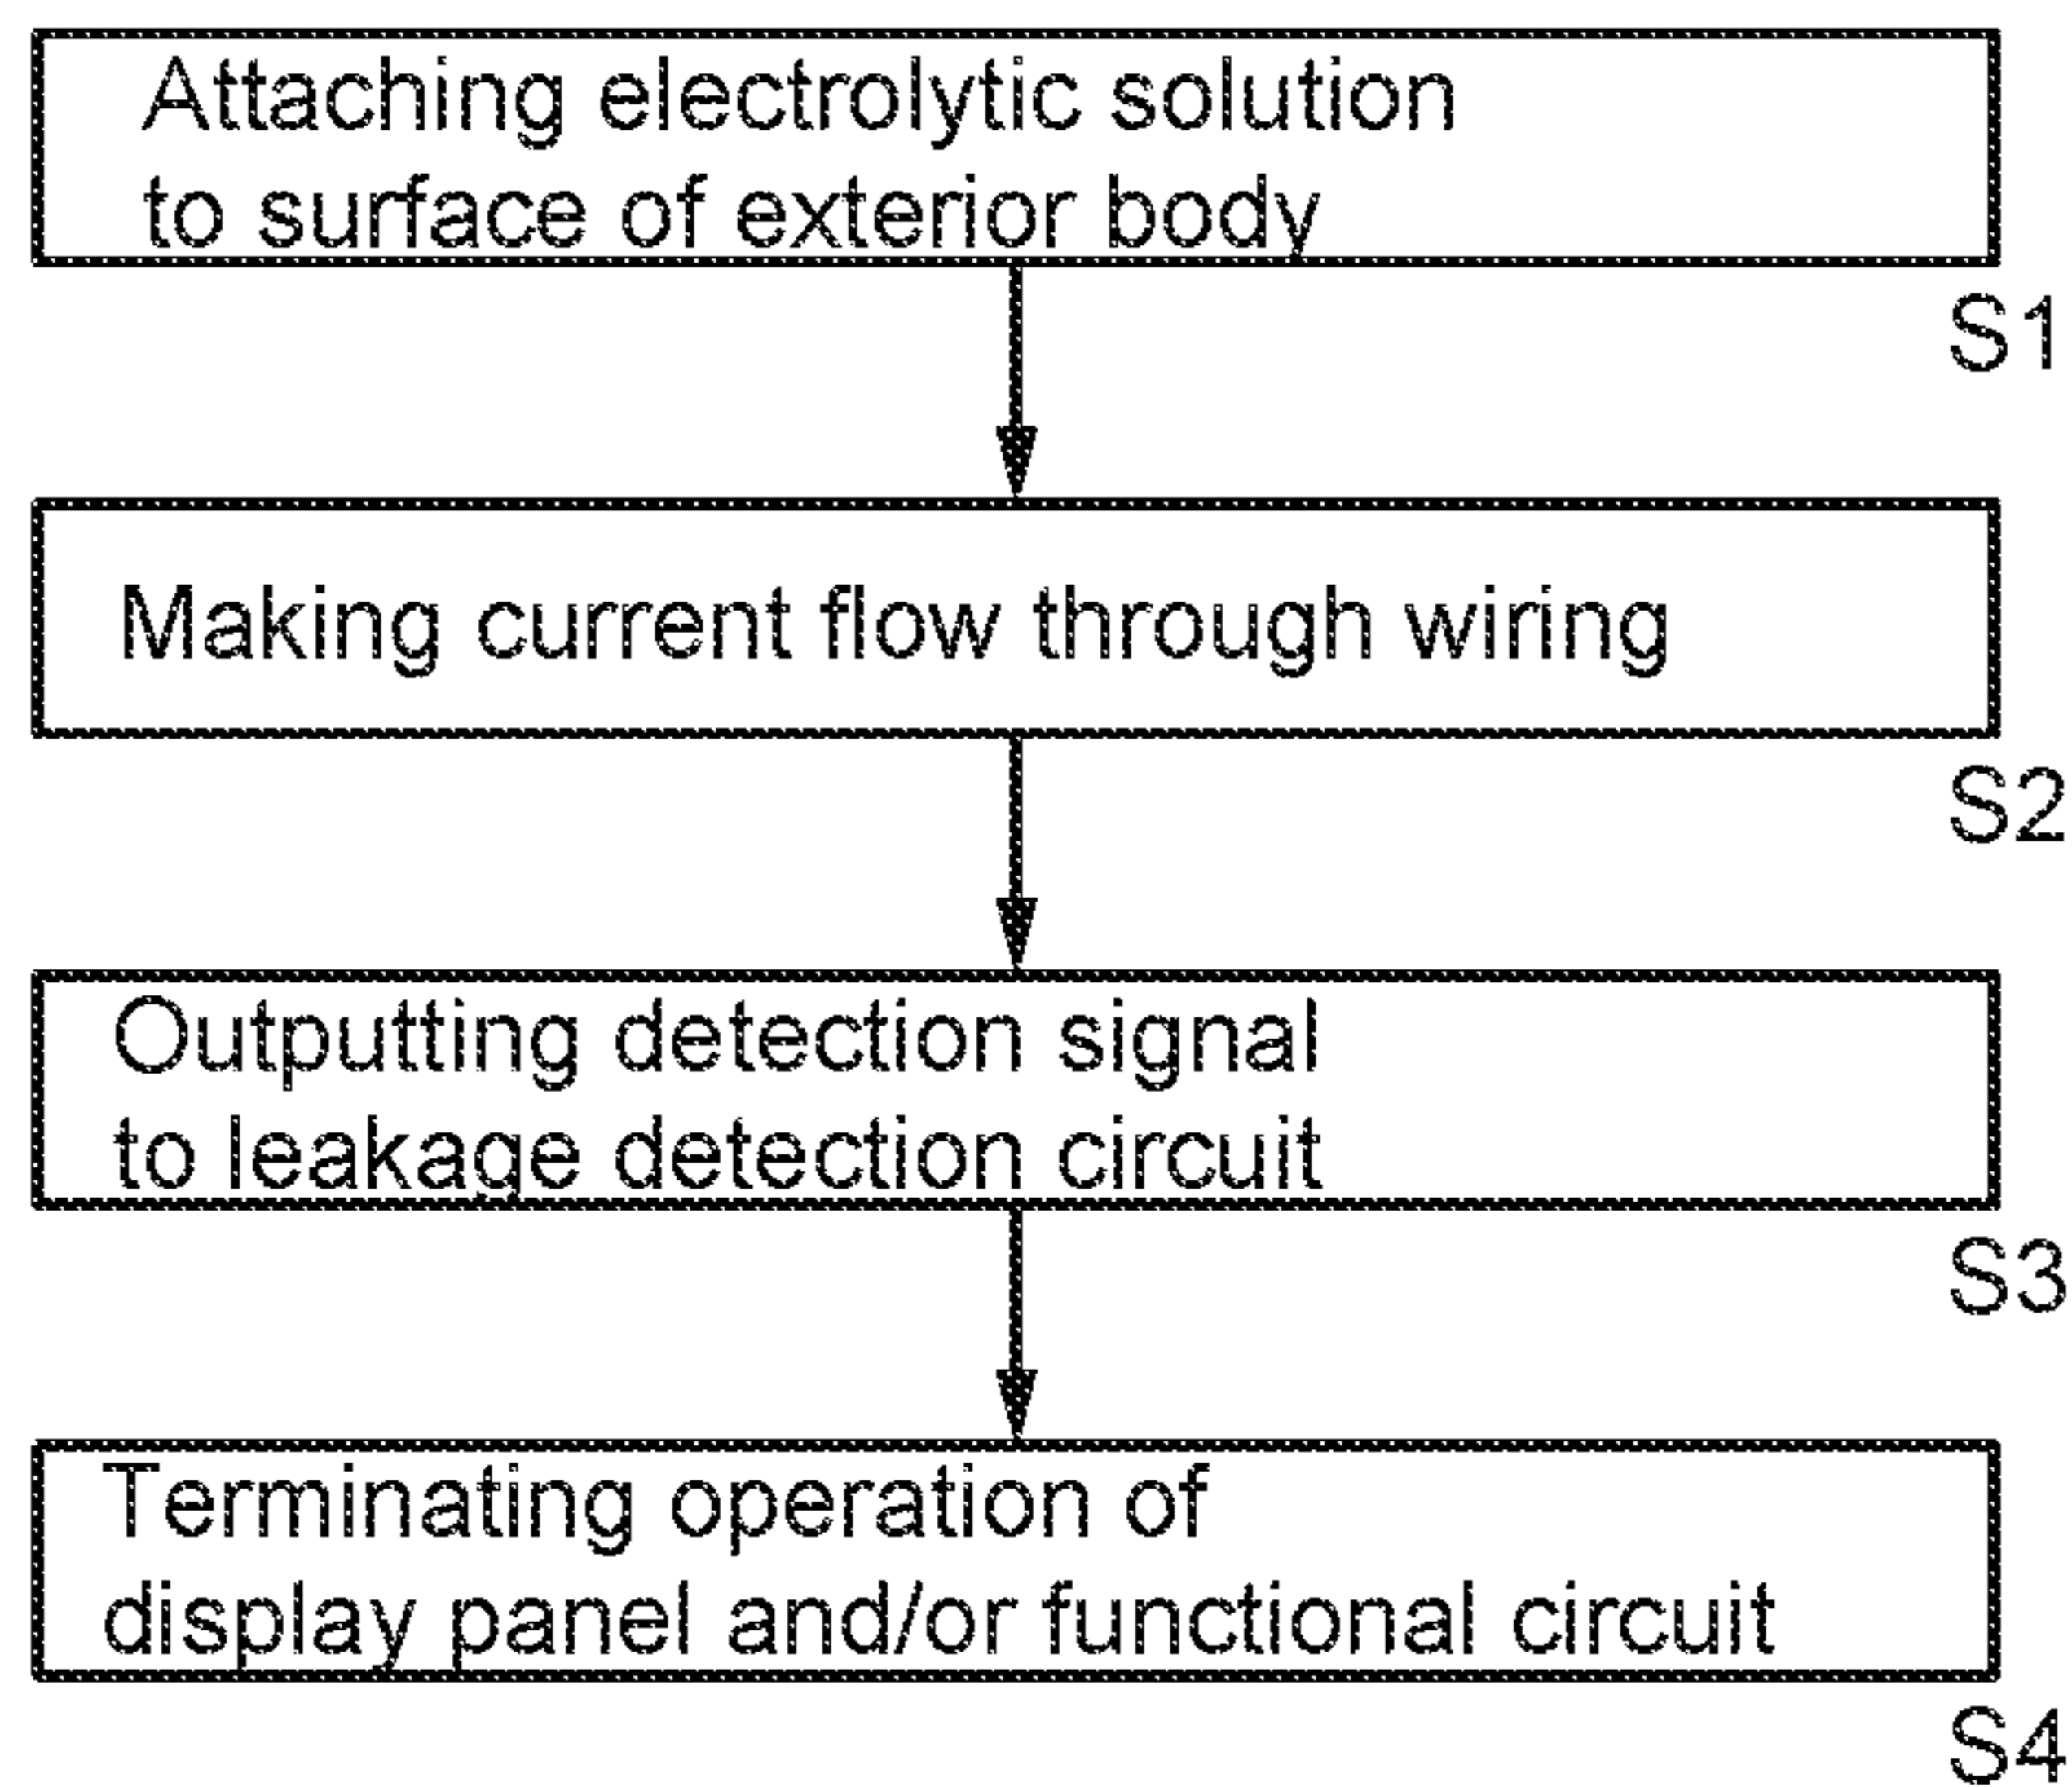 Attaching electrolytic solution
to surface of exterior body
S1
Making current flow through wiring
S2
Outputting detection signal
to leakage detection circuit
S3
Terminating operation of
display panel and/or functional circuit
S4